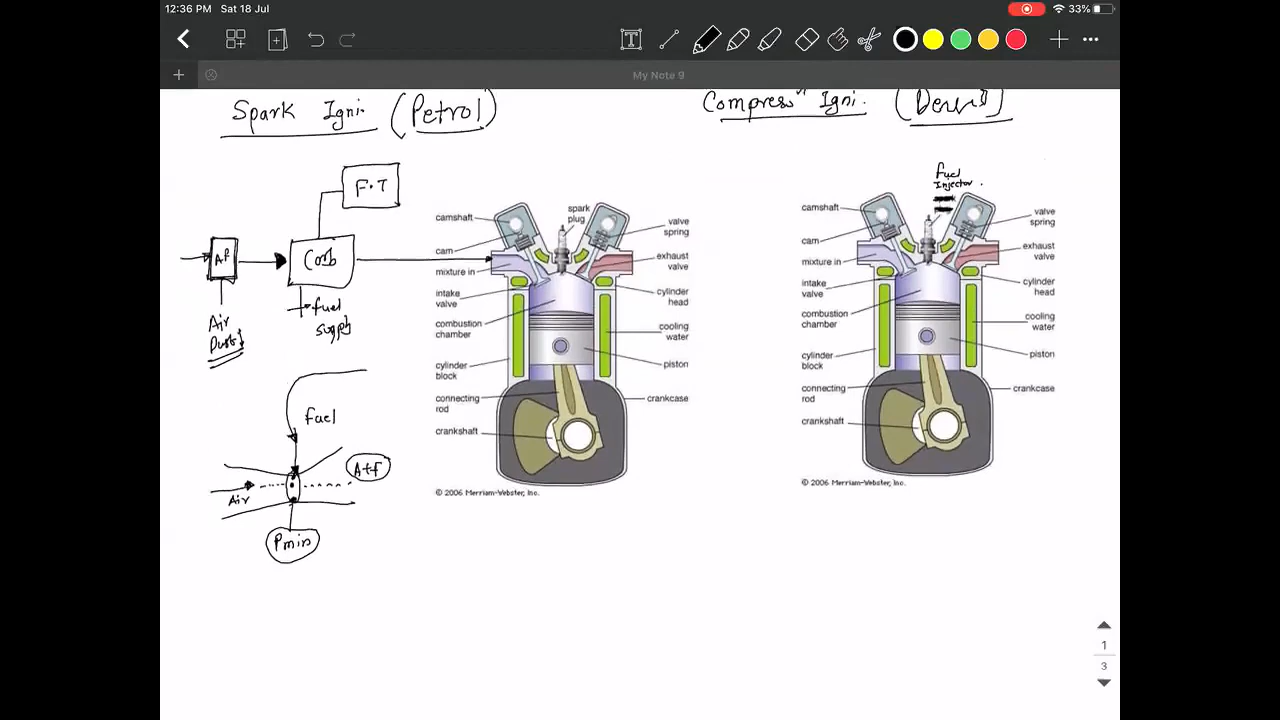 12:36 PM Sat 18 Jul
33%
My Note 9
Spark Igni. (Petrol)
F.T
A.F
Carb
fuel
supply
Air
Dust
Fuel
A+f
Air
Pmin
camshaft
cam
mixture in
intake
valve
combustion
chamber
cylinder
block
connecting
rod
crankshaft
spark
plug
valve
spring
exhaust
valve
cylinder
head
cooling
water
piston
crankcase
© 2006 Merriam-Webster, Inc.
Compressn Igni.
Fuel
Injector.
camshaft
cam
mixture in
intake
valve
combustion
chamber
cylinder
block
connecting
rod
crankshaft
valve
spring
exhaust
valve
cylinder
head
cooling
water
piston
crankcase
© 2006 Merriam-Webster, Inc.
1
3